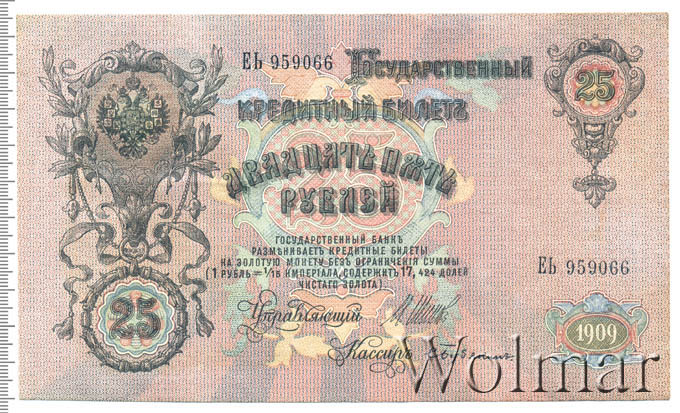 ЕЬ 959066
Государственный
25
Кредитный Билетъ
Двадцать пять
рублей
Государственный Банкъ
размѣниваетъ кредитные билеты
на золотую монету безъ ограниченія суммы
(1 рубль = 1/15 имперіала, содержитъ 17,424 долей
чистаго золота)
ЕЬ 959066
25
Управляющій
Кассиръ
1909
Wolmar